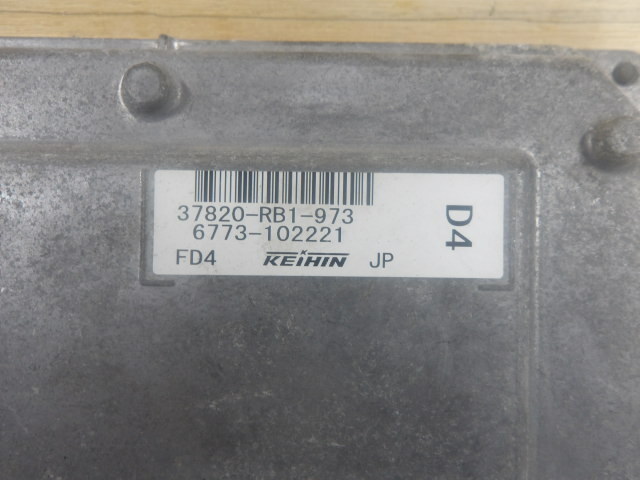 37820-RB1-973
6773-102221
FD4 KEIHIN JP
D4